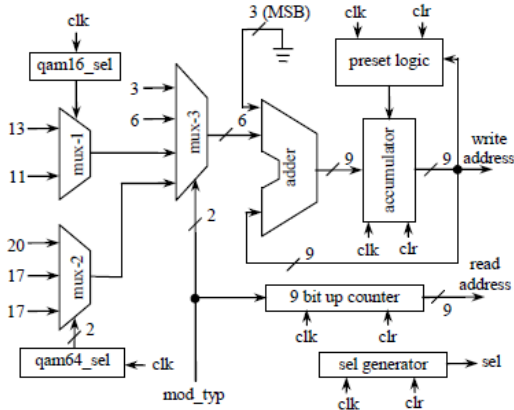 clk
3 (MSB)
clk
clr
qam16_sel
preset logic
3
6
mux-3
13
mux-1
11
6
adder
9
accumulator
9
write
address
20
17
mux-2
17
2
clk
clr
9
read
address
2
9 bit up counter
9
qam64_sel
clk
clk
clr
mod_typ
sel generator
sel
clk
clr